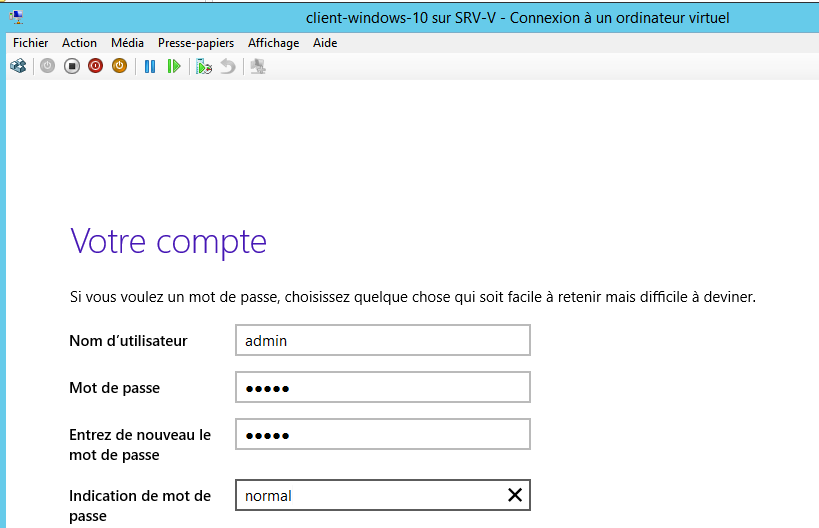 client-windows-10 sur SRV-V - Connexion à un ordinateur virtuel
Fichier Action Média Presse-papiers Affichage Aide
Votre compte
Si vous voulez un mot de passe, choisissez quelque chose qui soit facile à retenir mais difficile à deviner.
Nom d'utilisateur admin
Mot de passe ●●●●●
Entrez de nouveau le ●●●●●
mot de passe
Indication de mot de normal
passe